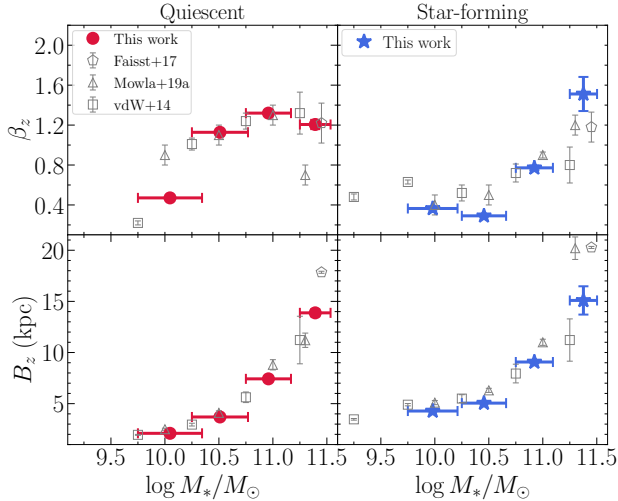 Quiescent
Star-forming
This work
Faisst+17
Mowla+19a
vdW+14
This work
2.0
1.6
1.2
0.8
0.4
β_z
20
15
10
5
B_z (kpc)
9.5 10.0 10.5 11.0 11.5
9.5 10.0 10.5 11.0 11.5
log M_*/M_⊙
log M_*/M_⊙